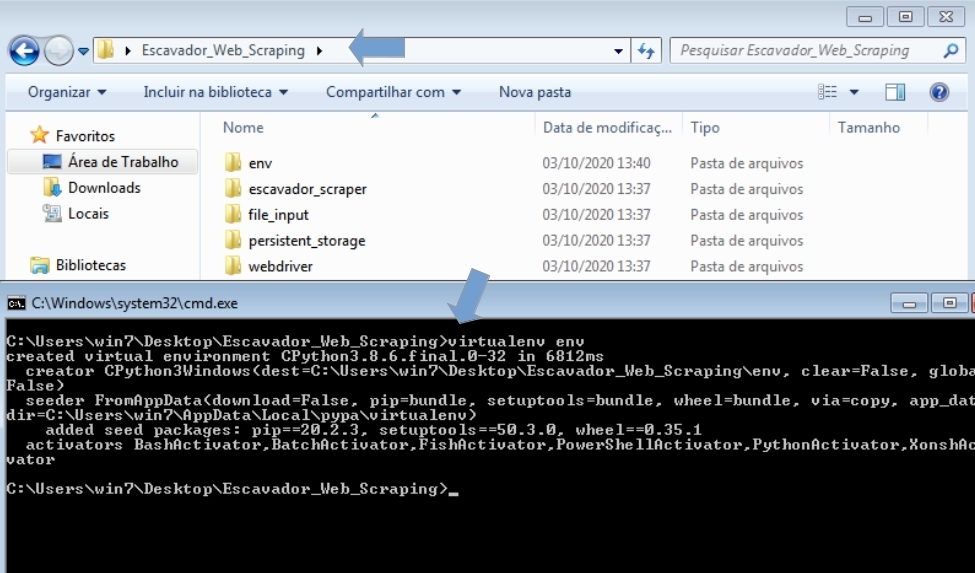 Escavador_Web_Scraping
Pesquisar Escavador_Web_Scraping
Organizar Incluir na biblioteca Compartilhar com Nova pasta
Favoritos
Área de Trabalho
Downloads
Locais
Bibliotecas
Nome Data de modificaç... Tipo Tamanho
env 03/10/2020 13:40 Pasta de arquivos
escavador_scraper 03/10/2020 13:37 Pasta de arquivos
file_input 03/10/2020 13:37 Pasta de arquivos
persistent_storage 03/10/2020 13:37 Pasta de arquivos
webdriver 03/10/2020 13:37 Pasta de arquivos
C:\Windows\system32\cmd.exe
C:\Users\win7\Desktop\Escavador_Web_Scraping>virtualenv env
created virtual environment CPython3.8.6.final.0-32 in 6812ms
creator CPython3Windows(dest=C:\Users\win7\Desktop\Escavador_Web_Scraping\env, clear=False, globa
False)
seeder FromAppData(download=False, pip=bundle, setuptools=bundle, wheel=bundle, via=copy, app_dat
dir=C:\Users\win7\AppData\Local\pypa\virtualenv)
added seed packages: pip==20.2.3, setuptools==50.3.0, wheel==0.35.1
activators BashActivator,BatchActivator,FishActivator,PowerShellActivator,PythonActivator,XonshAc
vator
C:\Users\win7\Desktop\Escavador_Web_Scraping>_